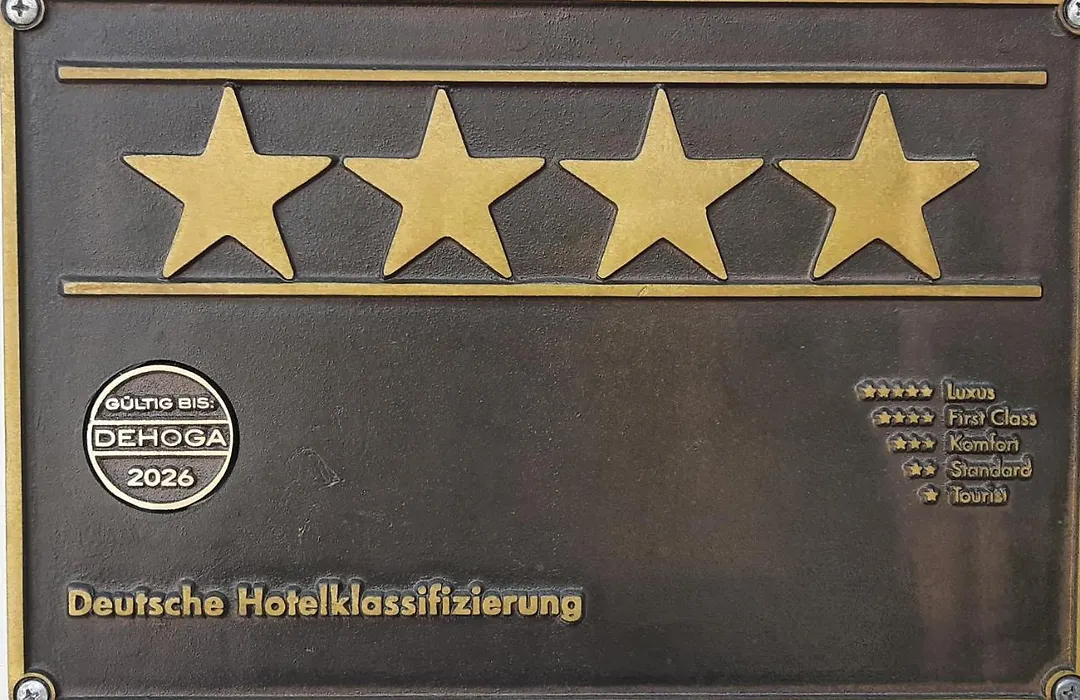 GÜLTIG BIS:
DEHOGA
2026
Luxus
First Class
Komfort
Standard
Tourist
Deutsche Hotelklassifizierung